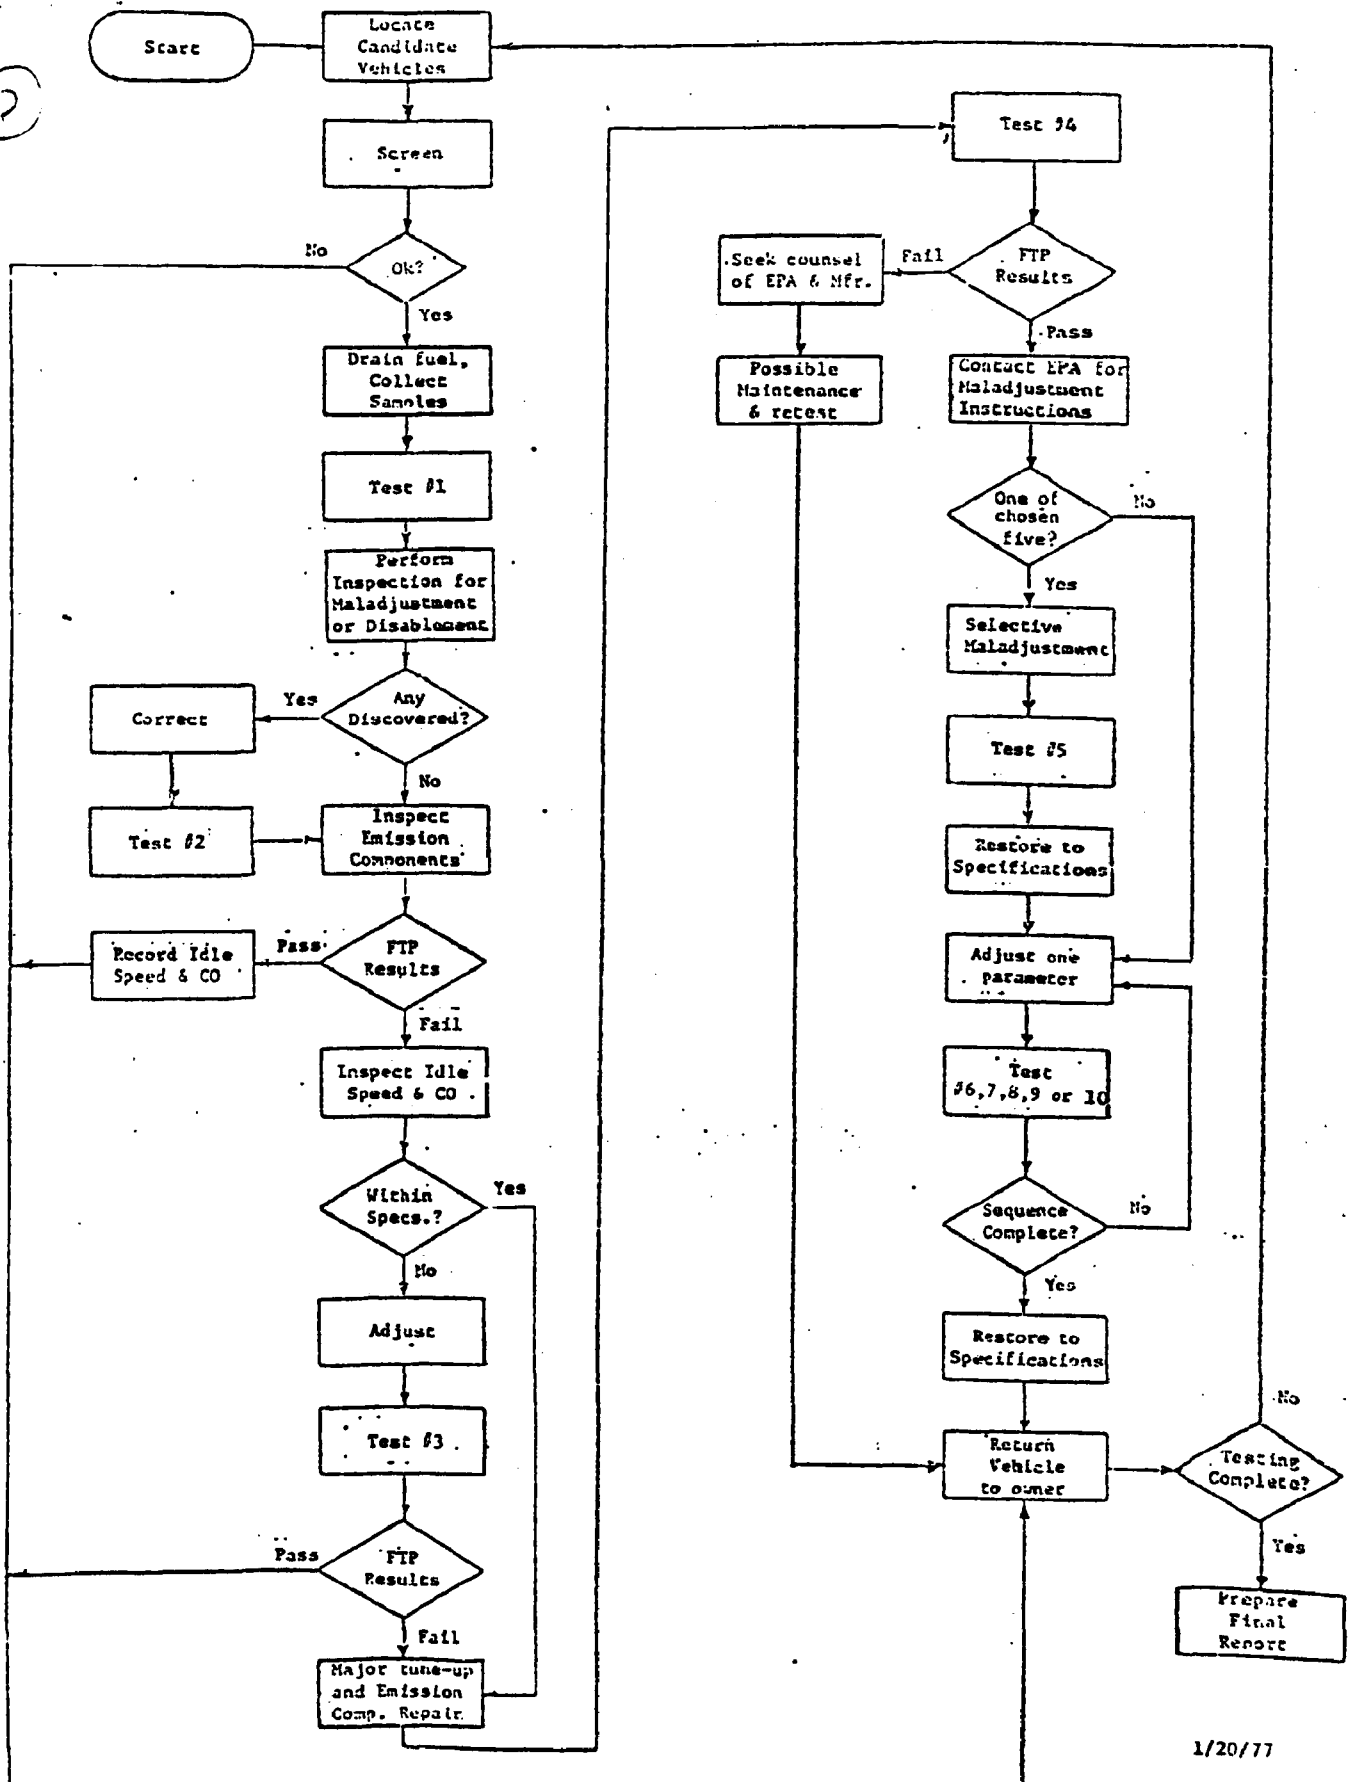 Start
Locate
Candidate
Vehicles
Screen
No
Ok?
Yes
Drain fuel,
Collect
Samples
Test #1
Perform
Inspection for
Maladjustment
or Disablement
Yes
Any
Discovered?
Correct
No
Test #2
Inspect
Emission
Components
Record Idle
Speed & CO
Pass
FTP
Results
Fail
Inspect Idle
Speed & CO
Within
Specs.?
Yes
No
Adjust
Test #3
Pass
FTP
Results
Fail
Major tune-up
and Emission
Comp. Repair
Test #4
Seek counsel
of EPA & Mfr.
Fail
FTP
Results
Pass
Possible
Maintenance
& retest
Contact EPA for
Maladjustment
Instructions
One of
chosen
five?
No
Yes
Selective
Maladjustment
Test #5
Restore to
Specifications
Adjust one
parameter
Test
#6,7,8,9 or 10
Sequence
Complete?
No
Yes
Restore to
Specifications
Return
Vehicle
to owner
No
Testing
Complete?
Yes
Prepare
Final
Report
1/20/77